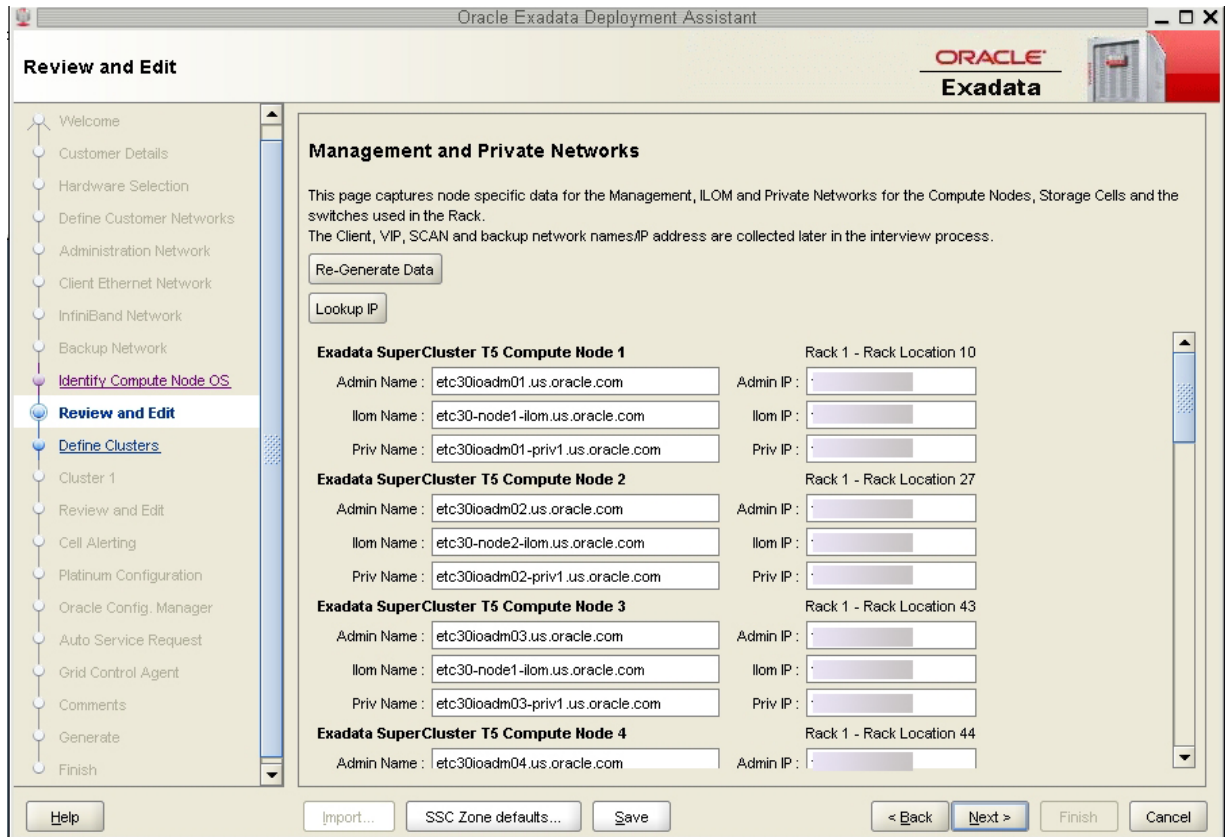 Oracle Exadata Deployment Assistant
Review and Edit
ORACLE
Exadata
Welcome
Customer Details
Hardware Selection
Define Customer Networks
Administration Network
Client Ethernet Network
InfiniBand Network
Backup Network
Identify Compute Node OS
Review and Edit
Define Clusters
Cluster 1
Review and Edit
Cell Alerting
Platinum Configuration
Oracle Config. Manager
Auto Service Request
Grid Control Agent
Comments
Generate
Finish
Management and Private Networks
This page captures node specific data for the Management, ILOM and Private Networks for the Compute Nodes, Storage Cells and the
switches used in the Rack.
The Client, VIP, SCAN and backup network names/IP address are collected later in the interview process.
Re-Generate Data
Lookup IP
Exadata SuperCluster T5 Compute Node 1 Rack 1 - Rack Location 10
Admin Name : etc30ioadm01.us.oracle.com Admin IP :
Ilom Name : etc30-node1-ilom.us.oracle.com Ilom IP :
Priv Name : etc30ioadm01-priv1.us.oracle.com Priv IP :
Exadata SuperCluster T5 Compute Node 2 Rack 1 - Rack Location 27
Admin Name : etc30ioadm02.us.oracle.com Admin IP :
Ilom Name : etc30-node2-ilom.us.oracle.com Ilom IP :
Priv Name : etc30ioadm02-priv1.us.oracle.com Priv IP :
Exadata SuperCluster T5 Compute Node 3 Rack 1 - Rack Location 43
Admin Name : etc30ioadm03.us.oracle.com Admin IP :
Ilom Name : etc30-node1-ilom.us.oracle.com Ilom IP :
Priv Name : etc30ioadm03-priv1.us.oracle.com Priv IP :
Exadata SuperCluster T5 Compute Node 4 Rack 1 - Rack Location 44
Admin Name : etc30ioadm04.us.oracle.com Admin IP :
Help Import... SSC Zone defaults... Save < Back Next > Finish Cancel